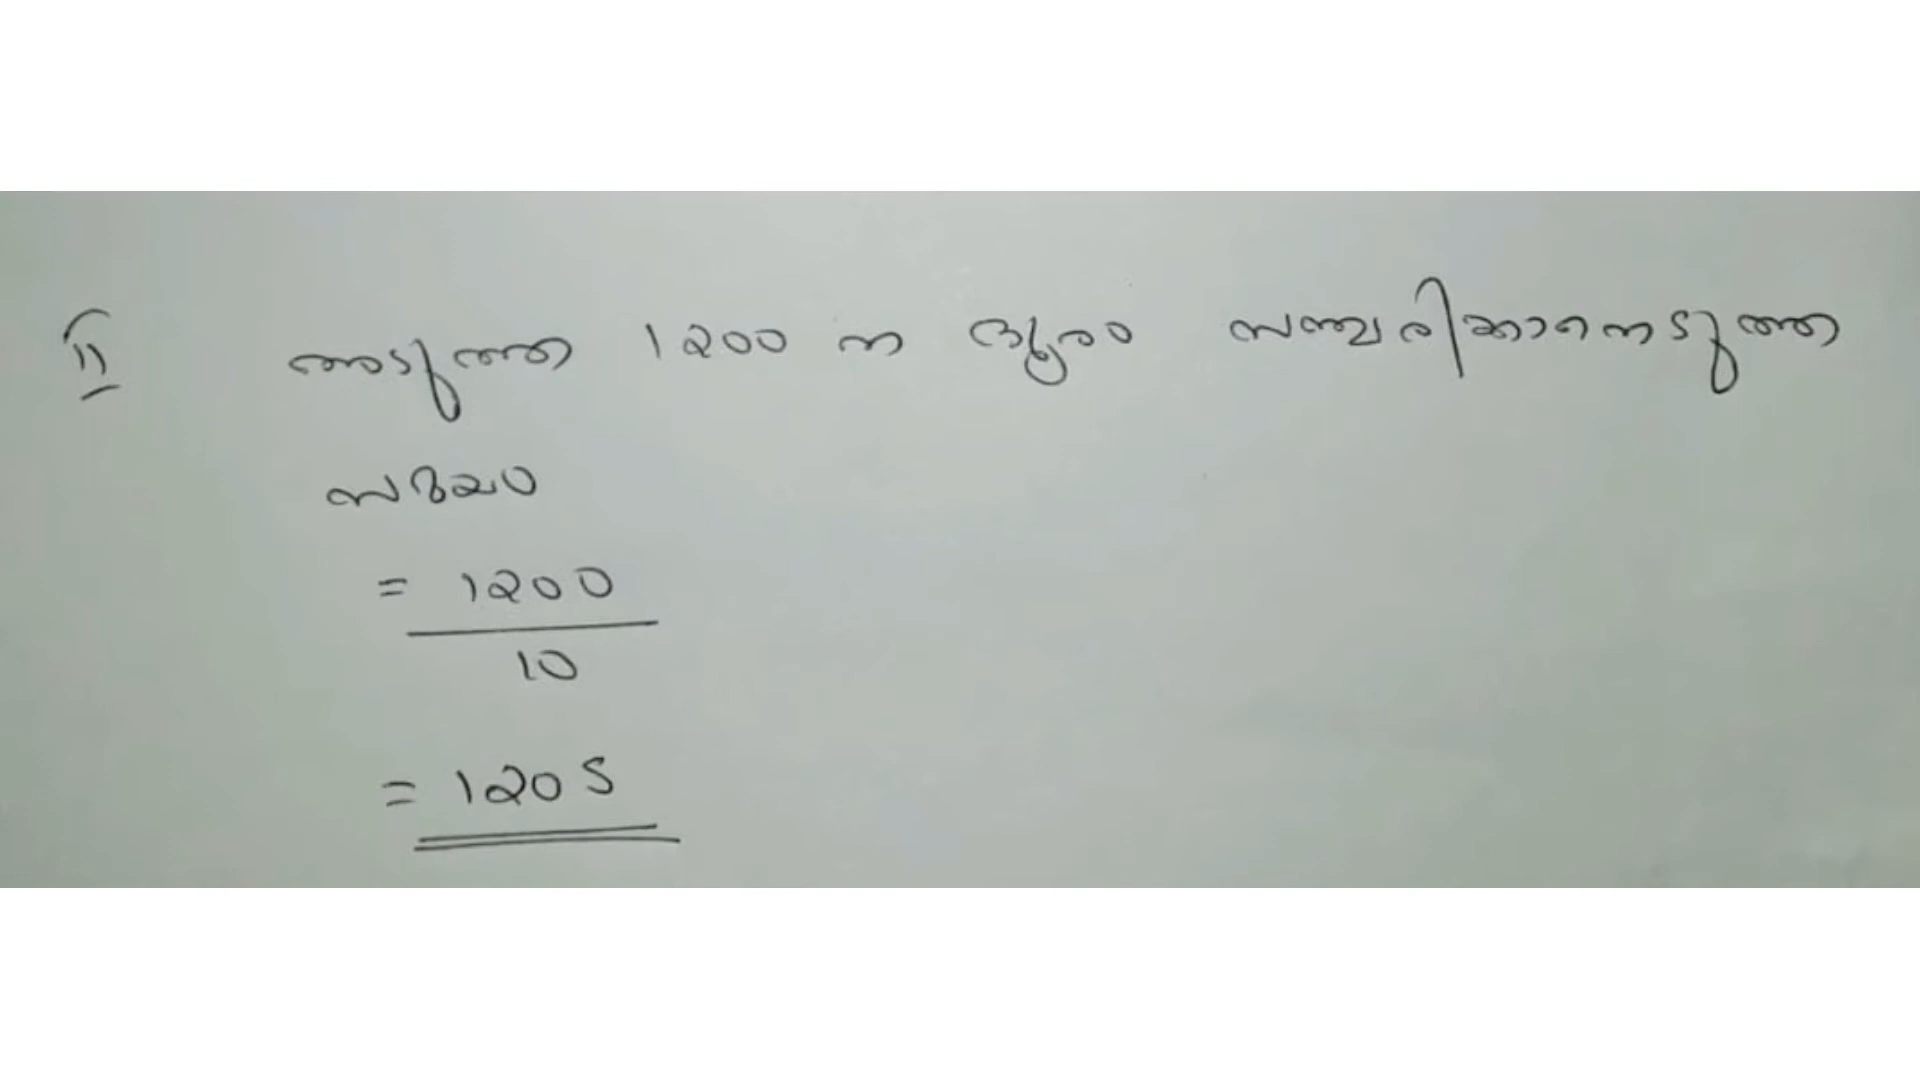 ii അടുത്ത 1200 m ദൂരം സഞ്ചരിക്കാനെടുത്ത
സമയം
= 1200
10
= 120 s